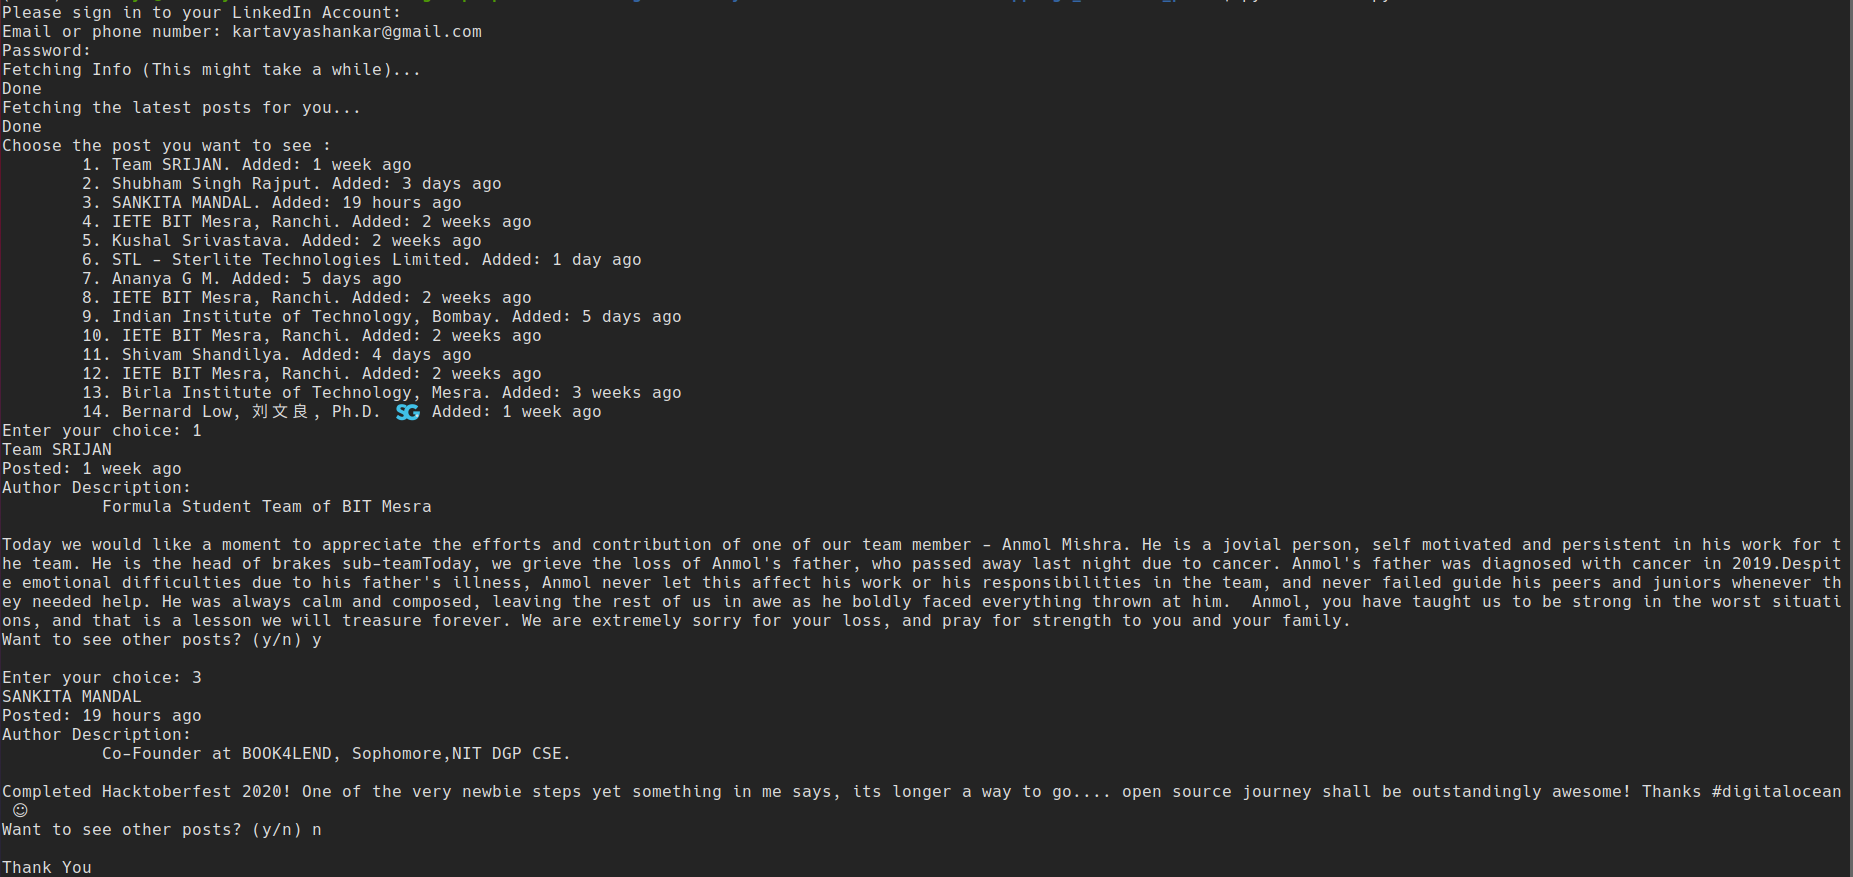 Please sign in to your LinkedIn Account:
Email or phone number: kartavyashankar@gmail.com
Password:
Fetching Info (This might take a while)...
Done
Fetching the latest posts for you...
Done
Choose the post you want to see :
1. Team SRIJAN. Added: 1 week ago
2. Shubham Singh Rajput. Added: 3 days ago
3. SANKITA MANDAL. Added: 19 hours ago
4. IETE BIT Mesra, Ranchi. Added: 2 weeks ago
5. Kushal Srivastava. Added: 2 weeks ago
6. STL - Sterlite Technologies Limited. Added: 1 day ago
7. Ananya G M. Added: 5 days ago
8. IETE BIT Mesra, Ranchi. Added: 2 weeks ago
9. Indian Institute of Technology, Bombay. Added: 5 days ago
10. IETE BIT Mesra, Ranchi. Added: 2 weeks ago
11. Shivam Shandilya. Added: 4 days ago
12. IETE BIT Mesra, Ranchi. Added: 2 weeks ago
13. Birla Institute of Technology, Mesra. Added: 3 weeks ago
14. Bernard Low, 刘文良, Ph.D. SG Added: 1 week ago
Enter your choice: 1
Team SRIJAN
Posted: 1 week ago
Author Description:
Formula Student Team of BIT Mesra
Today we would like a moment to appreciate the efforts and contribution of one of our team member - Anmol Mishra. He is a jovial person, self motivated and persistent in his work for t
he team. He is the head of brakes sub-teamToday, we grieve the loss of Anmol's father, who passed away last night due to cancer. Anmol's father was diagnosed with cancer in 2019.Despit
e emotional difficulties due to his father's illness, Anmol never let this affect his work or his responsibilities in the team, and never failed guide his peers and juniors whenever th
ey needed help. He was always calm and composed, leaving the rest of us in awe as he boldly faced everything thrown at him.  Anmol, you have taught us to be strong in the worst situati
ons, and that is a lesson we will treasure forever. We are extremely sorry for your loss, and pray for strength to you and your family.
Want to see other posts? (y/n) y
Enter your choice: 3
SANKITA MANDAL
Posted: 19 hours ago
Author Description:
Co-Founder at BOOK4LEND, Sophomore,NIT DGP CSE.
Completed Hacktoberfest 2020! One of the very newbie steps yet something in me says, its longer a way to go.... open source journey shall be outstandingly awesome! Thanks #digitalocean
☺
Want to see other posts? (y/n) n
Thank You